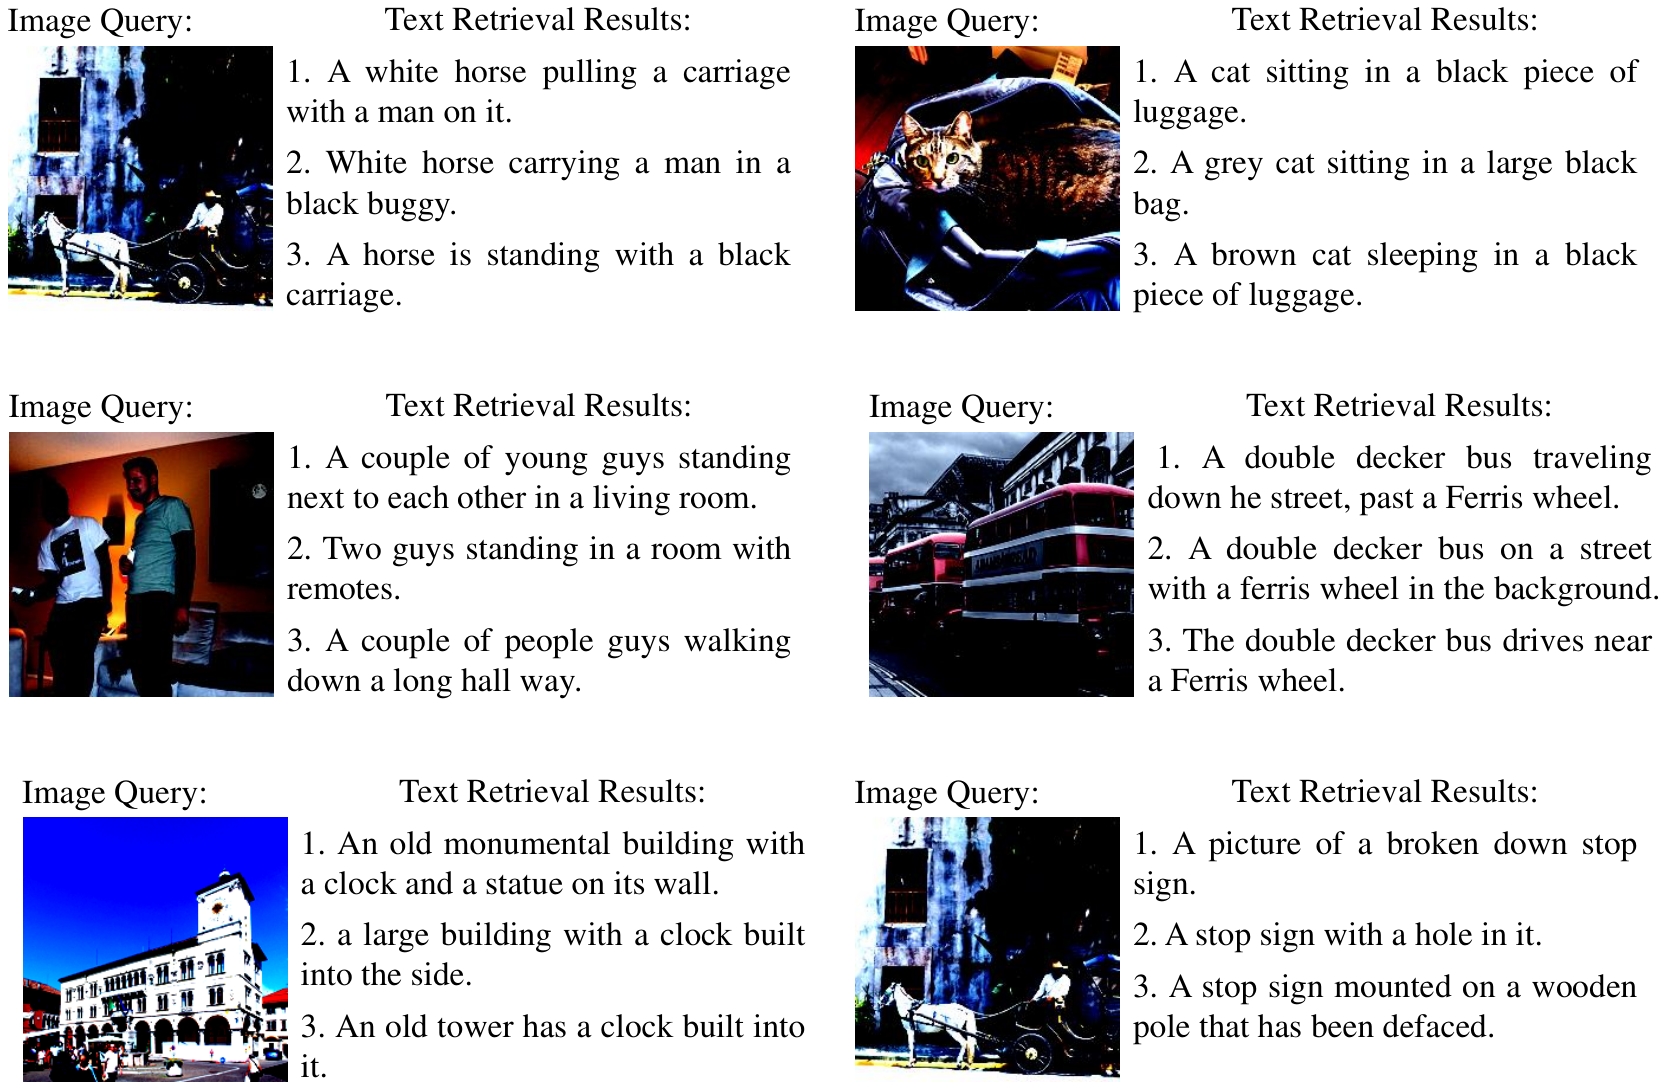 Image Query:
Text Retrieval Results:
1. A white horse pulling a carriage
with a man on it.
2. White horse carrying a man in a
black buggy.
3. A horse is standing with a black
carriage.
Image Query:
Text Retrieval Results:
1. A cat sitting in a black piece of
luggage.
2. A grey cat sitting in a large black
bag.
3. A brown cat sleeping in a black
piece of luggage.
Image Query:
Text Retrieval Results:
1. A couple of young guys standing
next to each other in a living room.
2. Two guys standing in a room with
remotes.
3. A couple of people guys walking
down a long hall way.
Image Query:
Text Retrieval Results:
1. A double decker bus traveling
down he street, past a Ferris wheel.
2. A double decker bus on a street
with a ferris wheel in the background.
3. The double decker bus drives near
a Ferris wheel.
Image Query:
Text Retrieval Results:
1. An old monumental building with
a clock and a statue on its wall.
2. a large building with a clock built
into the side.
3. An old tower has a clock built into
it.
Image Query:
Text Retrieval Results:
1. A picture of a broken down stop
sign.
2. A stop sign with a hole in it.
3. A stop sign mounted on a wooden
pole that has been defaced.